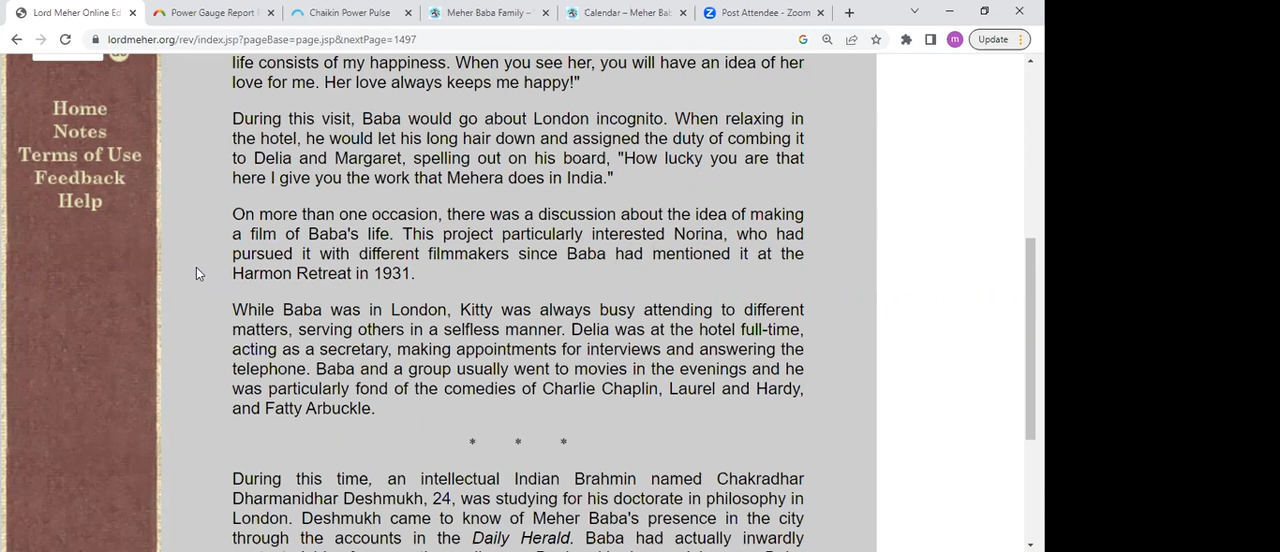 Lord Meher Online Ed
Power Gauge Report
Chaikin Power Pulse
Meher Baba Family –
Calendar – Meher Bab
Post Attendee - Zoom
lordmeher.org/rev/index.jsp?pageBase=page.jsp&nextPage=1497
G
m
Update
Home
Notes
Terms of Use
Feedback
Help
life consists of my happiness. When you see her, you will have an idea of her
love for me. Her love always keeps me happy!"
During this visit, Baba would go about London incognito. When relaxing in
the hotel, he would let his long hair down and assigned the duty of combing it
to Delia and Margaret, spelling out on his board, "How lucky you are that
here I give you the work that Mehera does in India."
On more than one occasion, there was a discussion about the idea of making
a film of Baba's life. This project particularly interested Norina, who had
pursued it with different filmmakers since Baba had mentioned it at the
Harmon Retreat in 1931.
While Baba was in London, Kitty was always busy attending to different
matters, serving others in a selfless manner. Delia was at the hotel full-time,
acting as a secretary, making appointments for interviews and answering the
telephone. Baba and a group usually went to movies in the evenings and he
was particularly fond of the comedies of Charlie Chaplin, Laurel and Hardy,
and Fatty Arbuckle.
* * *
During this time, an intellectual Indian Brahmin named Chakradhar
Dharmanidhar Deshmukh, 24, was studying for his doctorate in philosophy in
London. Deshmukh came to know of Meher Baba's presence in the city
through the accounts in the Daily Herald. Baba had actually inwardly